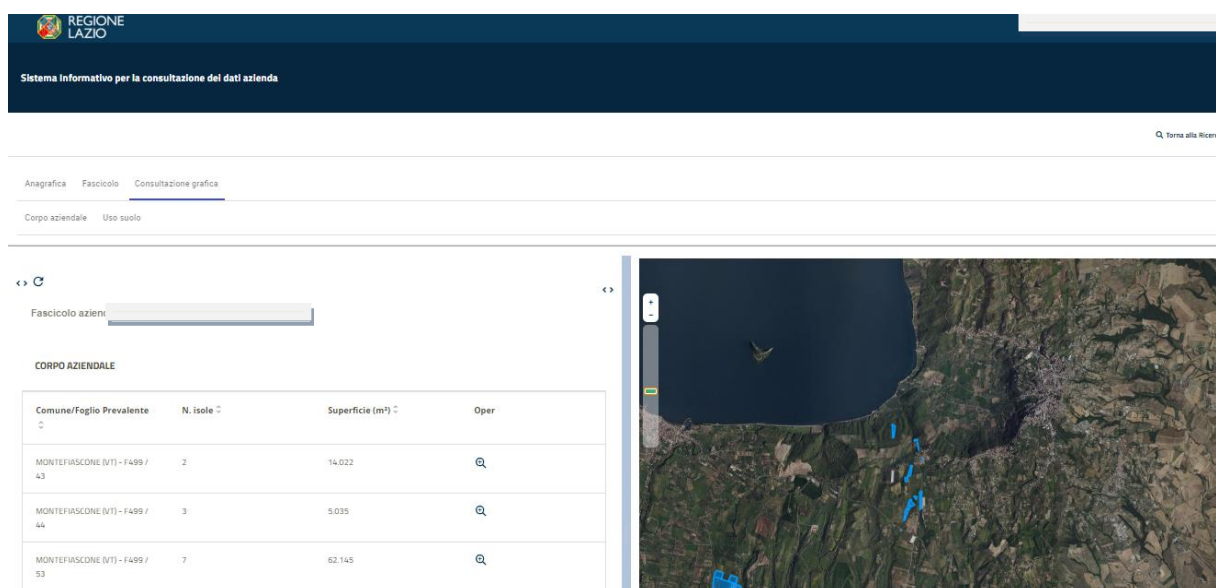 REGIONE
LAZIO
Sistema Informativo per la consultazione dei dati azienda
Torna alla Ricer
Anagrafica Fascicolo Consultazione grafica
Corpo aziendale Uso suolo
Fascicolo azien
CORPO AZIENDALE
Comune/Foglio Prevalente N. isole Superficie (m²) Oper
MONTEFIASCONE (VT) - F499 / 2 14.022
43
MONTEFIASCONE (VT) - F499 / 3 5.035
44
MONTEFIASCONE (VT) - F499 / 7 62.145
53